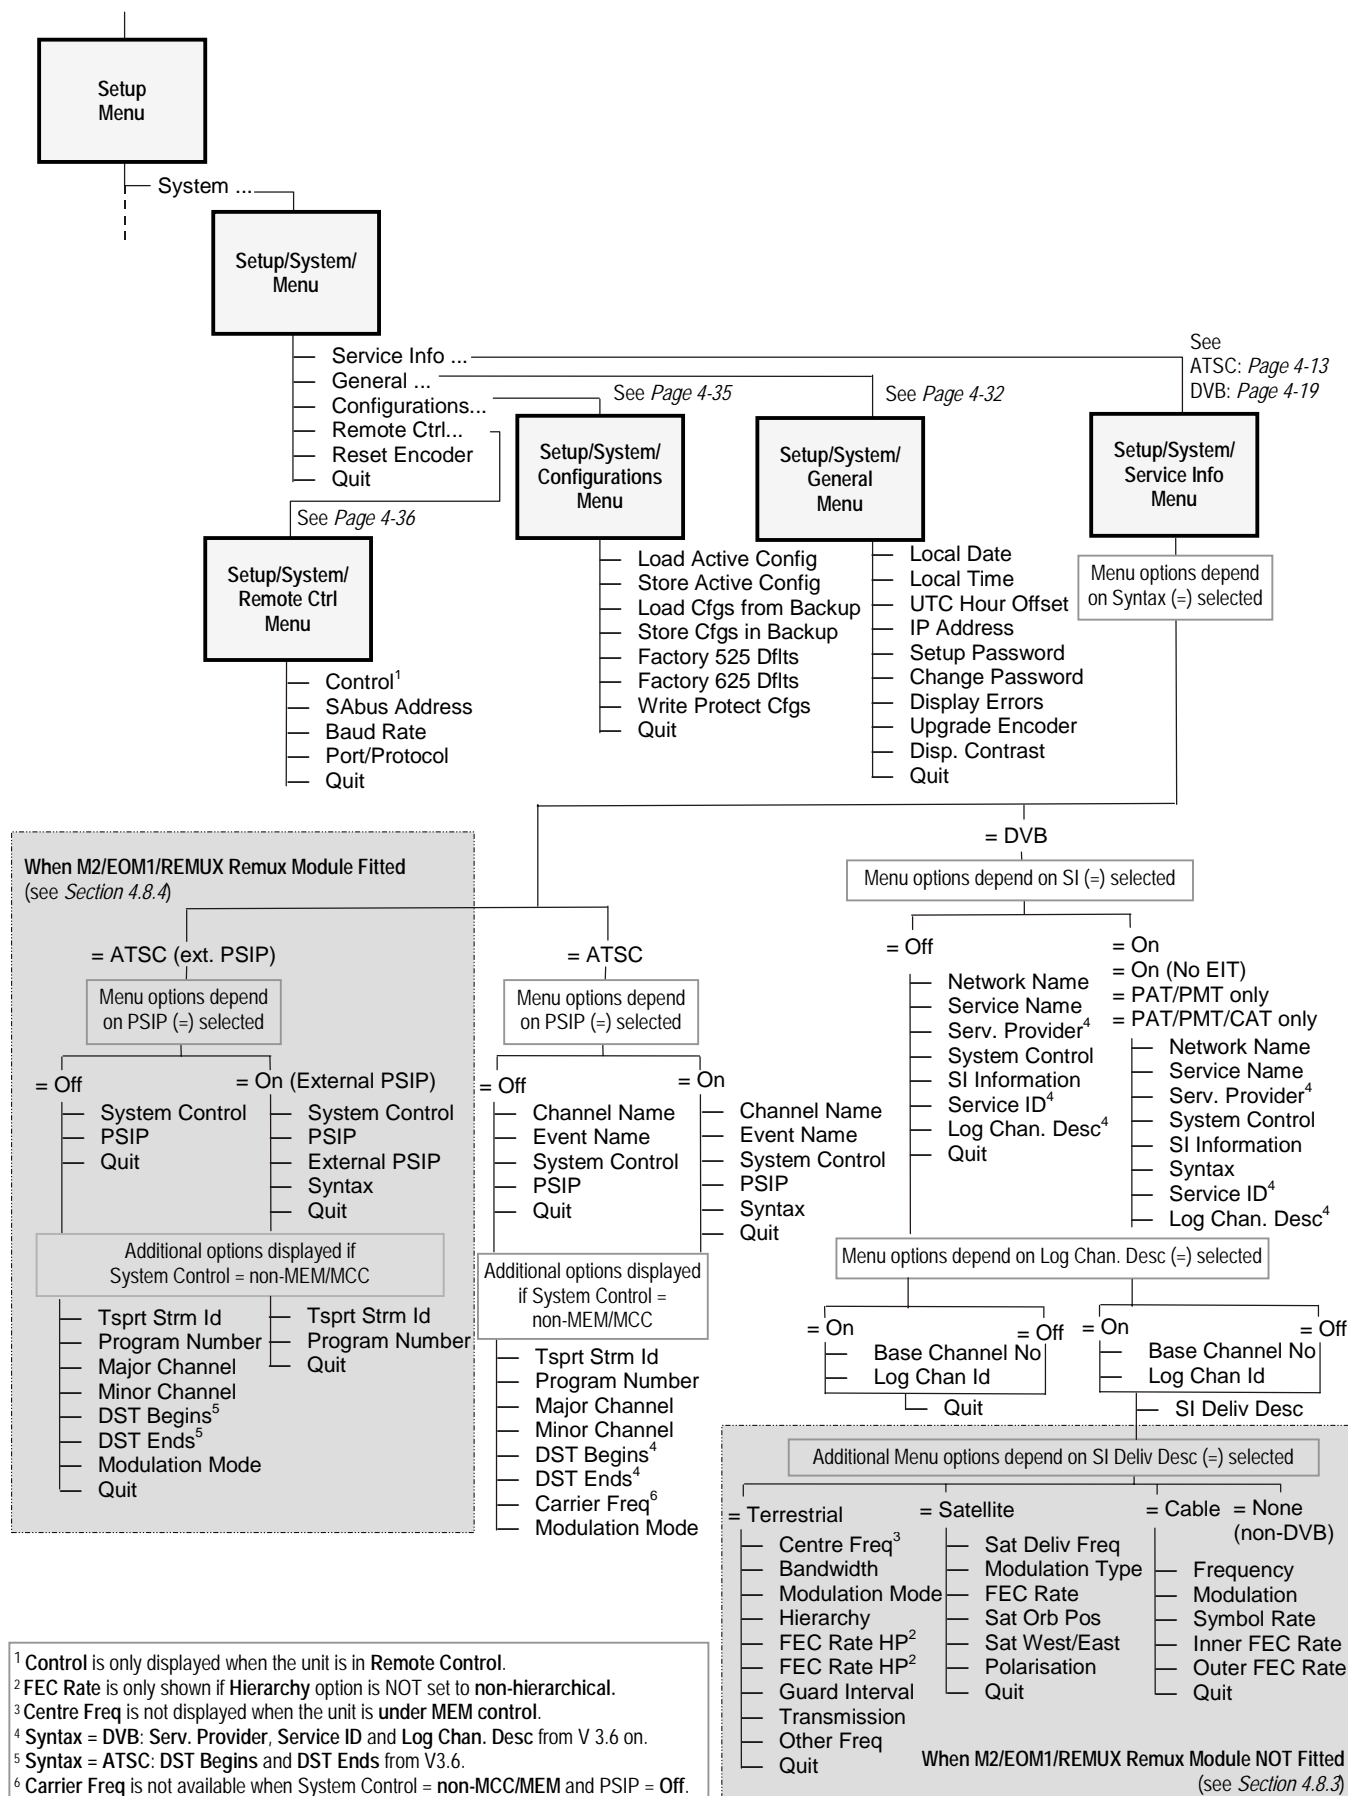 Setup
Menu
System ...
Setup/System/
Menu
Service Info ...
General ...
Configurations...
Remote Ctrl...
Reset Encoder
Quit
See
ATSC: Page 4-13
DVB: Page 4-19
See Page 4-35
See Page 4-32
See Page 4-36
Setup/System/
Configurations
Menu
Setup/System/
General
Menu
Setup/System/
Service Info
Menu
Setup/System/
Remote Ctrl
Menu
Load Active Config
Store Active Config
Load Cfgs from Backup
Store Cfgs in Backup
Factory 525 Dflts
Factory 625 Dflts
Write Protect Cfgs
Quit
Local Date
Local Time
UTC Hour Offset
IP Address
Setup Password
Change Password
Display Errors
Upgrade Encoder
Disp. Contrast
Quit
Menu options depend
on Syntax (=) selected
Control¹
SAbus Address
Baud Rate
Port/Protocol
Quit
When M2/EOM1/REMUX Remux Module Fitted
(see Section 4.8.4)
= ATSC (ext. PSIP)
Menu options depend
on PSIP (=) selected
= Off
System Control
PSIP
Quit
= On (External PSIP)
System Control
PSIP
External PSIP
Syntax
Quit
Additional options displayed if
System Control = non-MEM/MCC
Tsprt Strm Id
Program Number
Major Channel
Minor Channel
DST Begins⁵
DST Ends⁵
Modulation Mode
Quit
Tsprt Strm Id
Program Number
Quit
= ATSC
Menu options depend
on PSIP (=) selected
= Off
Channel Name
Event Name
System Control
PSIP
Quit
= On
Channel Name
Event Name
System Control
PSIP
Syntax
Quit
Additional options displayed
if System Control =
non-MEM/MCC
Tsprt Strm Id
Program Number
Major Channel
Minor Channel
DST Begins⁴
DST Ends⁴
Carrier Freq⁶
Modulation Mode
= DVB
Menu options depend on SI (=) selected
= Off
Network Name
Service Name
Serv. Provider⁴
System Control
SI Information
Service ID⁴
Log Chan. Desc⁴
Quit
= On
= On (No EIT)
= PAT/PMT only
= PAT/PMT/CAT only
Network Name
Service Name
Serv. Provider⁴
System Control
SI Information
Syntax
Service ID⁴
Log Chan. Desc⁴
Menu options depend on Log Chan. Desc (=) selected
= On
= Off
Base Channel No
Log Chan Id
Quit
= On
= Off
Base Channel No
Log Chan Id
SI Deliv Desc
Additional Menu options depend on SI Deliv Desc (=) selected
= Terrestrial
Centre Freq³
Bandwidth
Modulation Mode
Hierarchy
FEC Rate HP²
FEC Rate HP²
Guard Interval
Transmission
Other Freq
Quit
= Satellite
Sat Deliv Freq
Modulation Type
FEC Rate
Sat Orb Pos
Sat West/East
Polarisation
Quit
= Cable
Frequency
Modulation
Symbol Rate
Inner FEC Rate
Outer FEC Rate
Quit
= None
(non-DVB)
When M2/EOM1/REMUX Remux Module NOT Fitted
(see Section 4.8.3)
¹ Control is only displayed when the unit is in Remote Control.
² FEC Rate is only shown if Hierarchy option is NOT set to non-hierarchical.
³ Centre Freq is not displayed when the unit is under MEM control.
⁴ Syntax = DVB: Serv. Provider, Service ID and Log Chan. Desc from V 3.6 on.
⁵ Syntax = ATSC: DST Begins and DST Ends from V3.6.
⁶ Carrier Freq is not available when System Control = non-MCC/MEM and PSIP = Off.